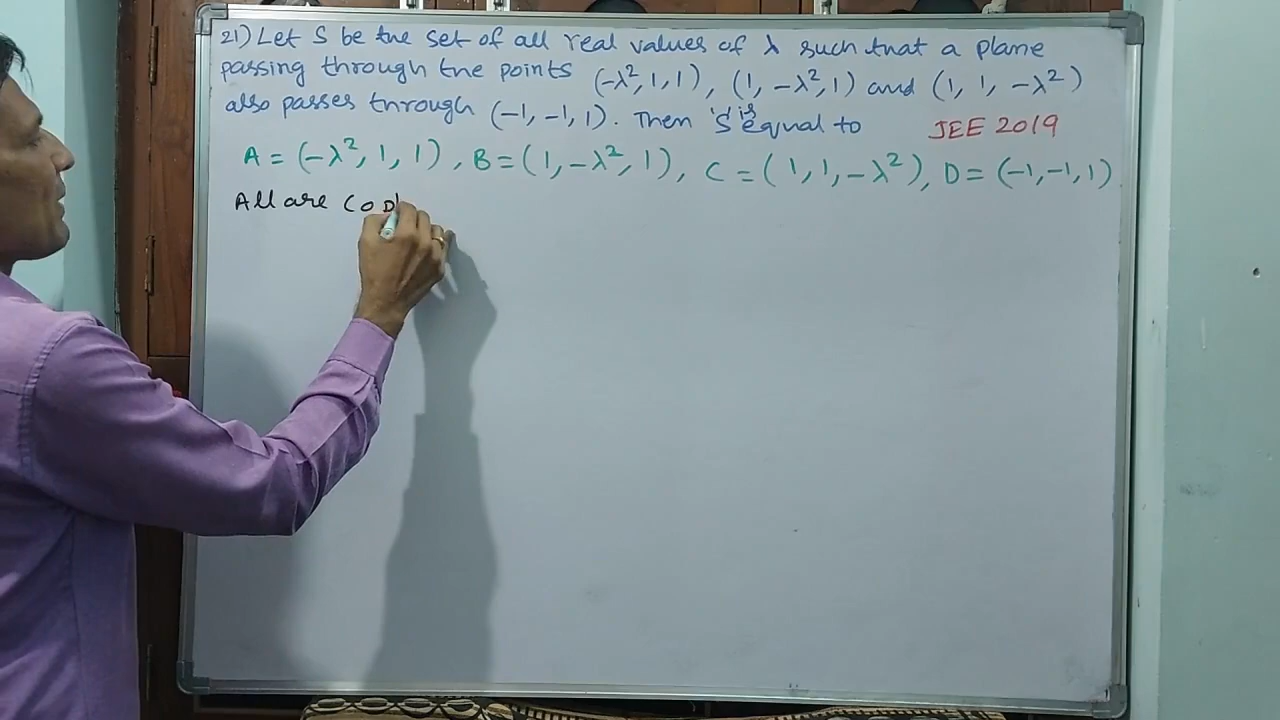 21) Let S be the set of all real values of λ such that a plane
passing through the points (-λ², 1, 1), (1, -λ², 1) and (1, 1, -λ²)
also passes through (-1, -1, 1). Then 'S' is equal to JEE 2019
A = (-λ², 1, 1), B = (1, -λ², 1), C = (1, 1, -λ²), D = (-1, -1, 1)
All are